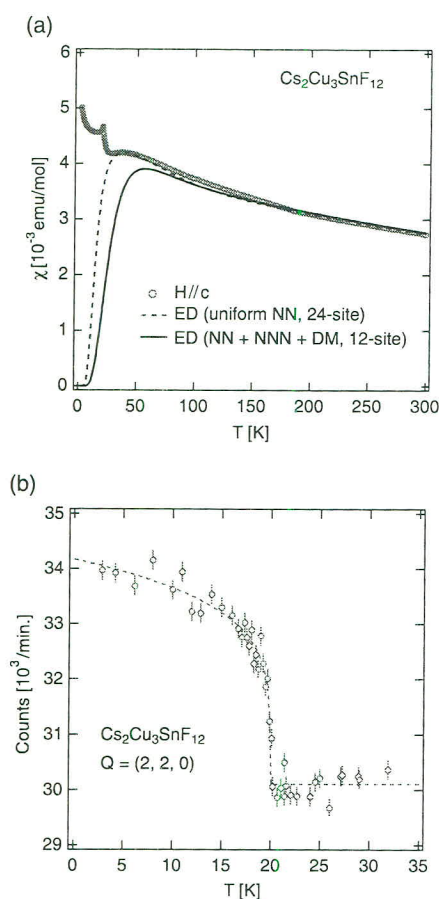 (a)
6
5
4
3
2
1
0
χ [10⁻³ emu/mol]
Cs₂Cu₃SnF₁₂
H//c
ED (uniform NN, 24-site)
ED (NN + NNN + DM, 12-site)
0 50 100 150 200 250 300
T [K]
(b)
35
34
33
32
31
30
29
Counts [10³/min.]
Cs₂Cu₃SnF₁₂
Q = (2, 2, 0)
0 5 10 15 20 25 30 35
T [K]